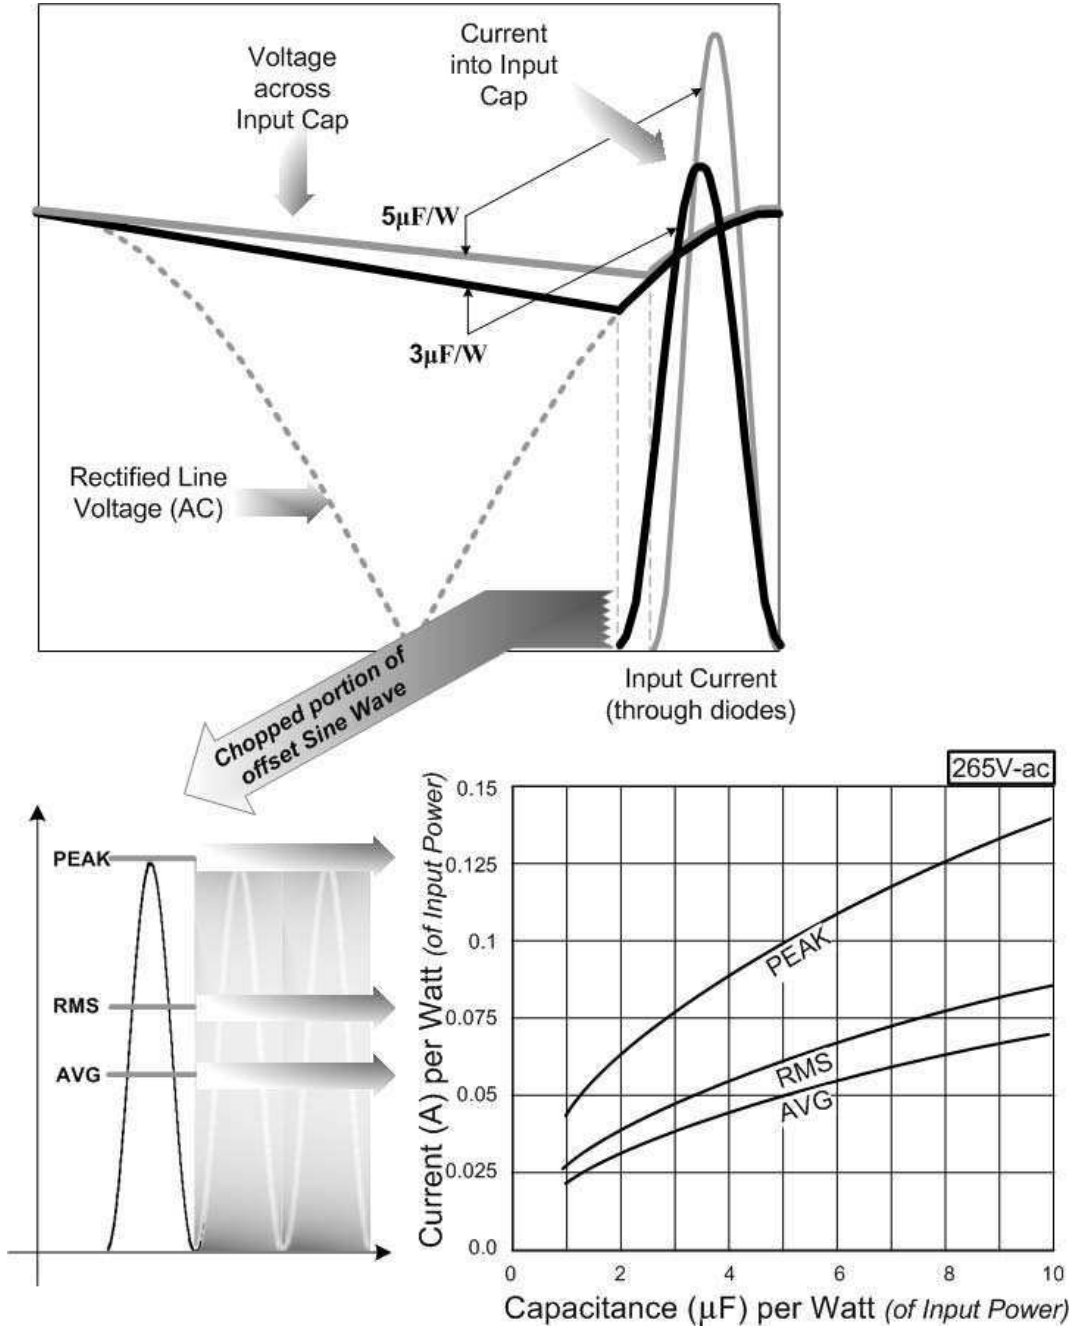 Voltage
across
Input Cap
Current
into Input
Cap
5µF/W
3µF/W
Rectified Line
Voltage (AC)
Chopped portion of
offset Sine Wave
Input Current
(through diodes)
PEAK
RMS
AVG
265V-ac
Current (A) per Watt (of Input Power)
0.15
0.125
0.1
0.075
0.05
0.025
0.0
PEAK
RMS
AVG
0 2 4 6 8 10
Capacitance (µF) per Watt (of Input Power)